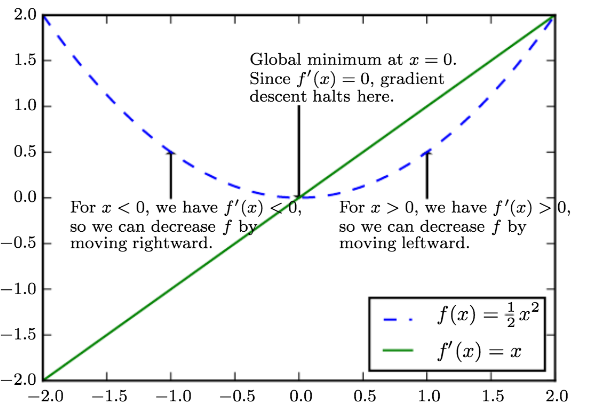 2.0
1.5
1.0
0.5
0.0
−0.5
−1.0
−1.5
−2.0
Global minimum at x = 0.
Since f′(x) = 0, gradient
descent halts here.
For x < 0, we have f′(x) < 0,
so we can decrease f by
moving rightward.
For x > 0, we have f′(x) > 0,
so we can decrease f by
moving leftward.
f(x) = ½x²
f′(x) = x
−2.0 −1.5 −1.0 −0.5 0.0 0.5 1.0 1.5 2.0